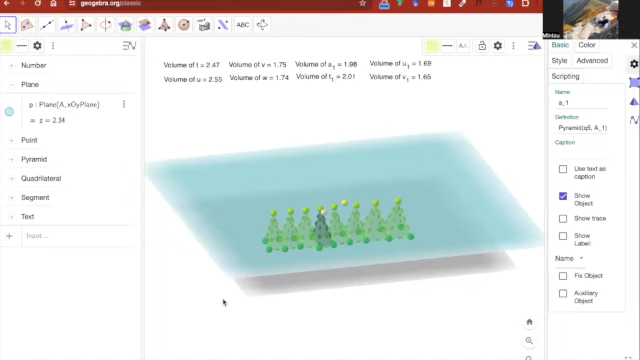 geogebra.org/classic
Mintau
Number
Plane
p : Plane(A, xOyPlane)
= z = 2.34
Point
Pyramid
Quadrilateral
Segment
Text
Input...
Volume of t = 2.47
Volume of v = 1.75
Volume of a₁ = 1.98
Volume of u₁ = 1.69
Volume of u = 2.55
Volume of w = 1.74
Volume of t₁ = 2.01
Volume of v₁ = 1.65
Basic
Color
Style
Advanced
Scripting
Name
a_1
Definition
Pyramid(q5, A_1)
Caption
Use text as
caption
Show
Object
Show trace
Show
Label:
Name
Fix Object
Auxiliary
Object